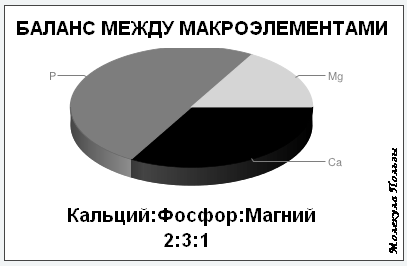 БАЛАНС МЕЖДУ МАКРОЭЛЕМЕНТАМИ
P
Mg
Ca
Кальций:Фосфор:Магний
2:3:1
Молекула Пользы